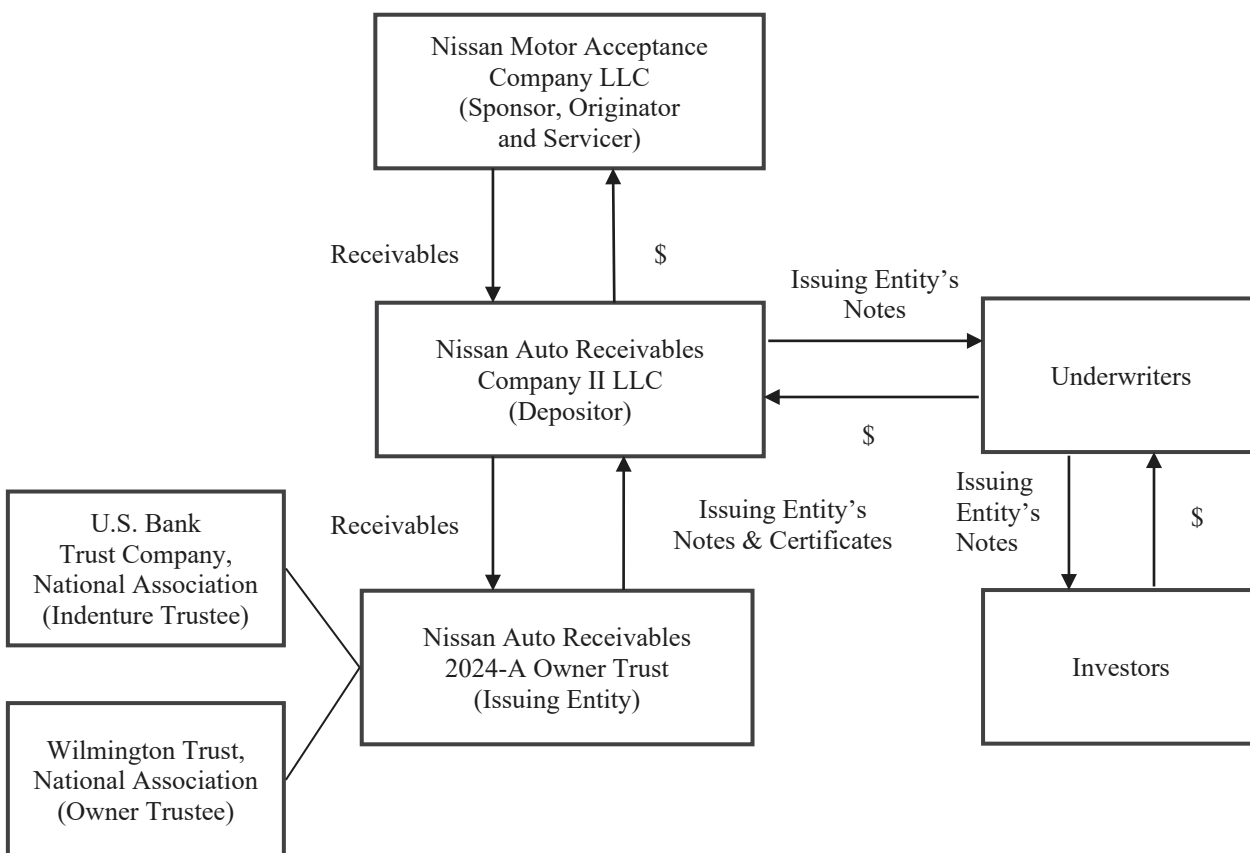 Nissan Motor Acceptance
Company LLC
(Sponsor, Originator
and Servicer)
Receivables
$
Issuing Entity’s
Notes
Nissan Auto Receivables
Company II LLC
(Depositor)
Underwriters
$
Receivables
Issuing Entity’s
Notes & Certificates
Issuing
Entity’s
Notes
$
U.S. Bank
Trust Company,
National Association
(Indenture Trustee)
Nissan Auto Receivables
2024-A Owner Trust
(Issuing Entity)
Investors
Wilmington Trust,
National Association
(Owner Trustee)